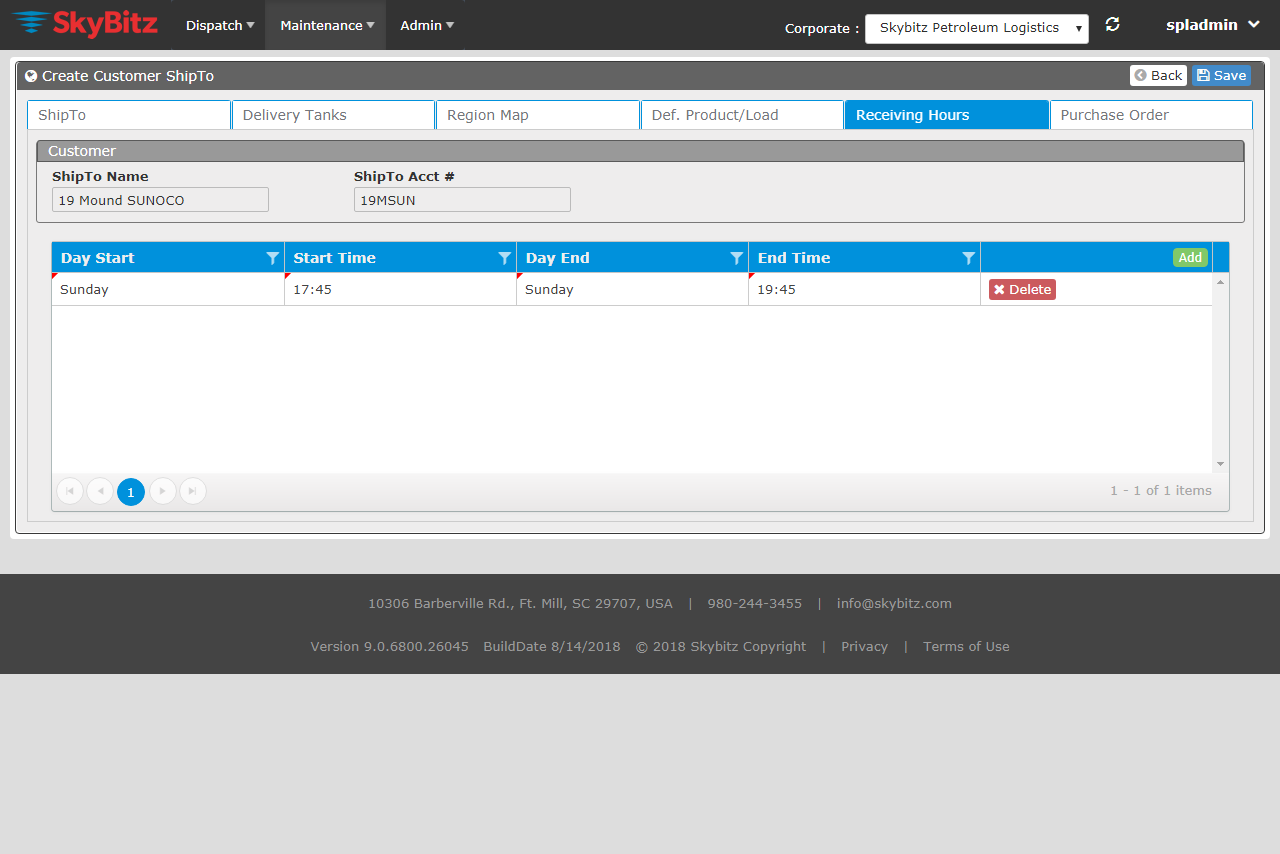 SkyBitz Dispatch Maintenance Admin Corporate : Skybitz Petroleum Logistics spladmin
Create Customer ShipTo Back Save
ShipTo Delivery Tanks Region Map Def. Product/Load Receiving Hours Purchase Order
Customer
ShipTo Name ShipTo Acct #
19 Mound SUNOCO 19MSUN
Day Start Start Time Day End End Time Add
Sunday 17:45 Sunday 19:45 Delete
1 1 - 1 of 1 items
10306 Barberville Rd., Ft. Mill, SC 29707, USA | 980-244-3455 | info@skybitz.com
Version 9.0.6800.26045 BuildDate 8/14/2018 © 2018 Skybitz Copyright | Privacy | Terms of Use